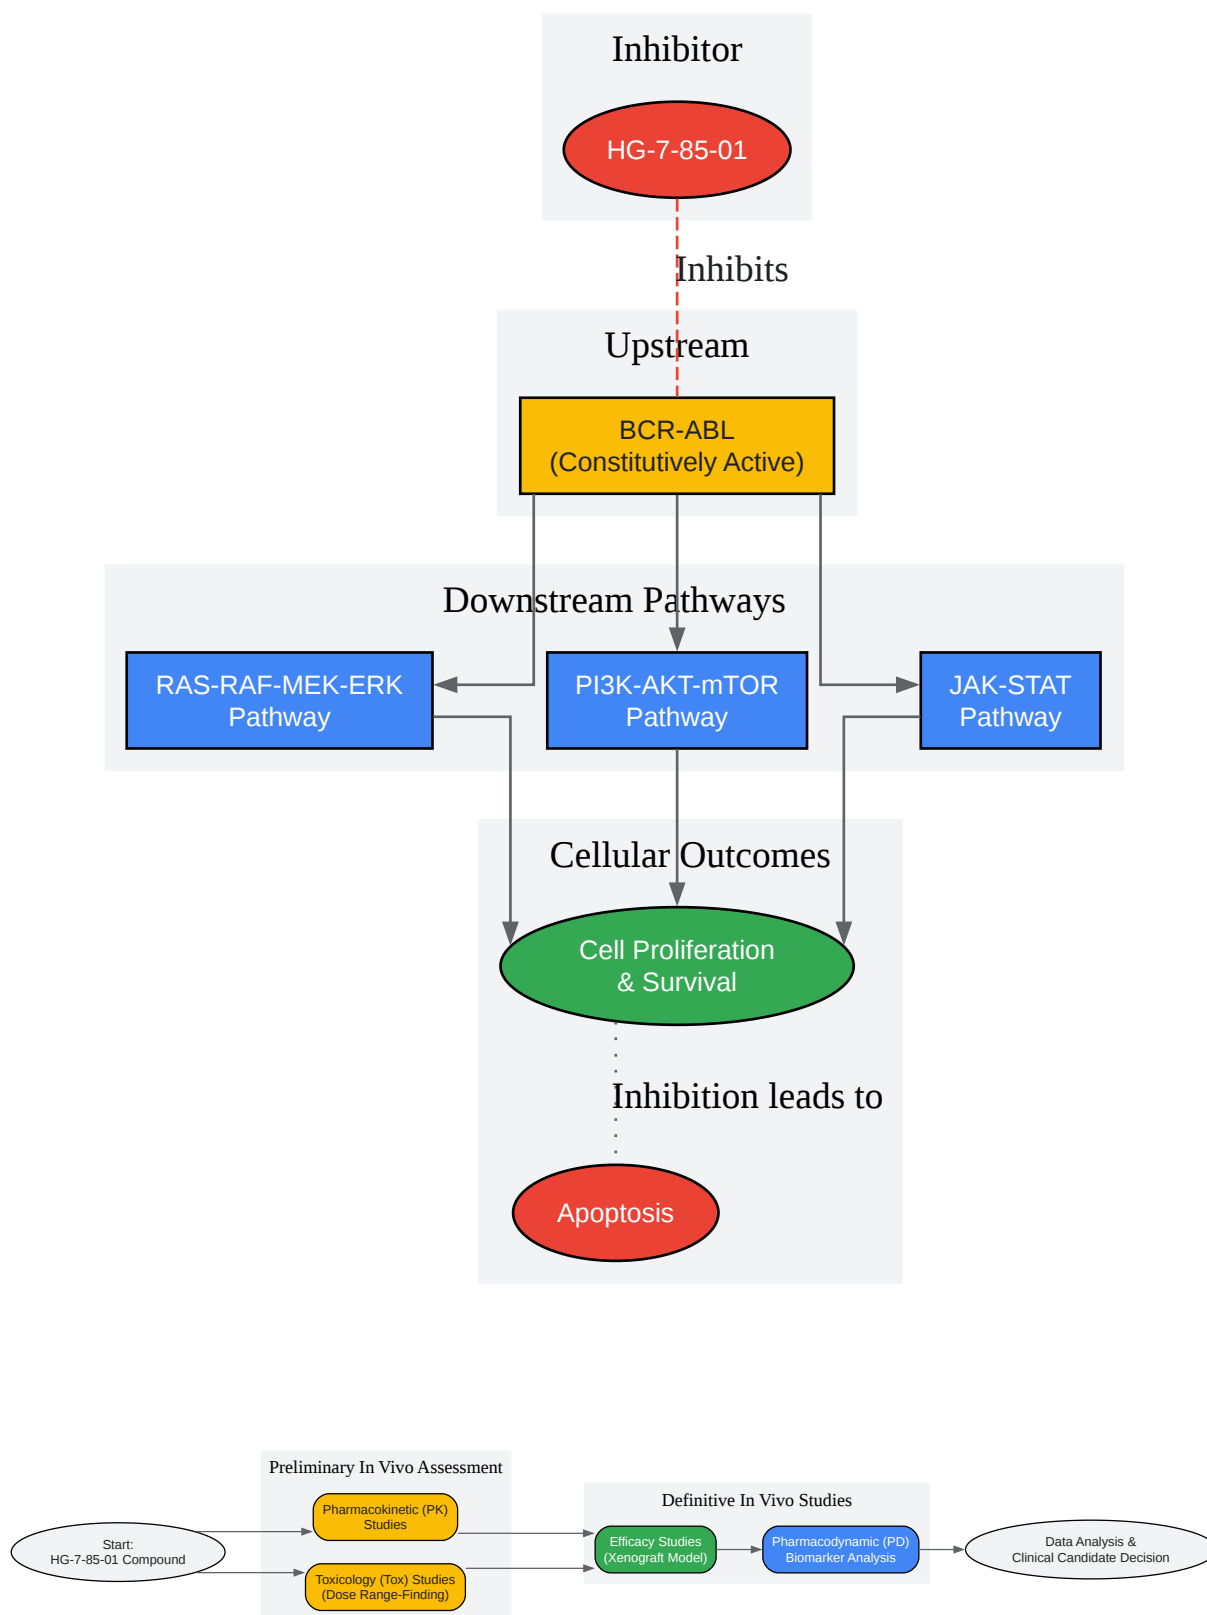 Inhibitor
HG-7-85-01
Inhibits
Upstream
BCR-ABL
(Constitutively Active)
Downstream Pathways
RAS-RAF-MEK-ERK
Pathway
PI3K-AKT-mTOR
Pathway
JAK-STAT
Pathway
Cellular Outcomes
Cell Proliferation
& Survival
Inhibition leads to
Apoptosis
Preliminary In Vivo Assessment
Pharmacokinetic (PK)
Studies
Start:
HG-7-85-01 Compound
Toxicology (Tox) Studies
(Dose Range-Finding)
Definitive In Vivo Studies
Efficacy Studies
(Xenograft Model)
Pharmacodynamic (PD)
Biomarker Analysis
Data Analysis &
Clinical Candidate Decision